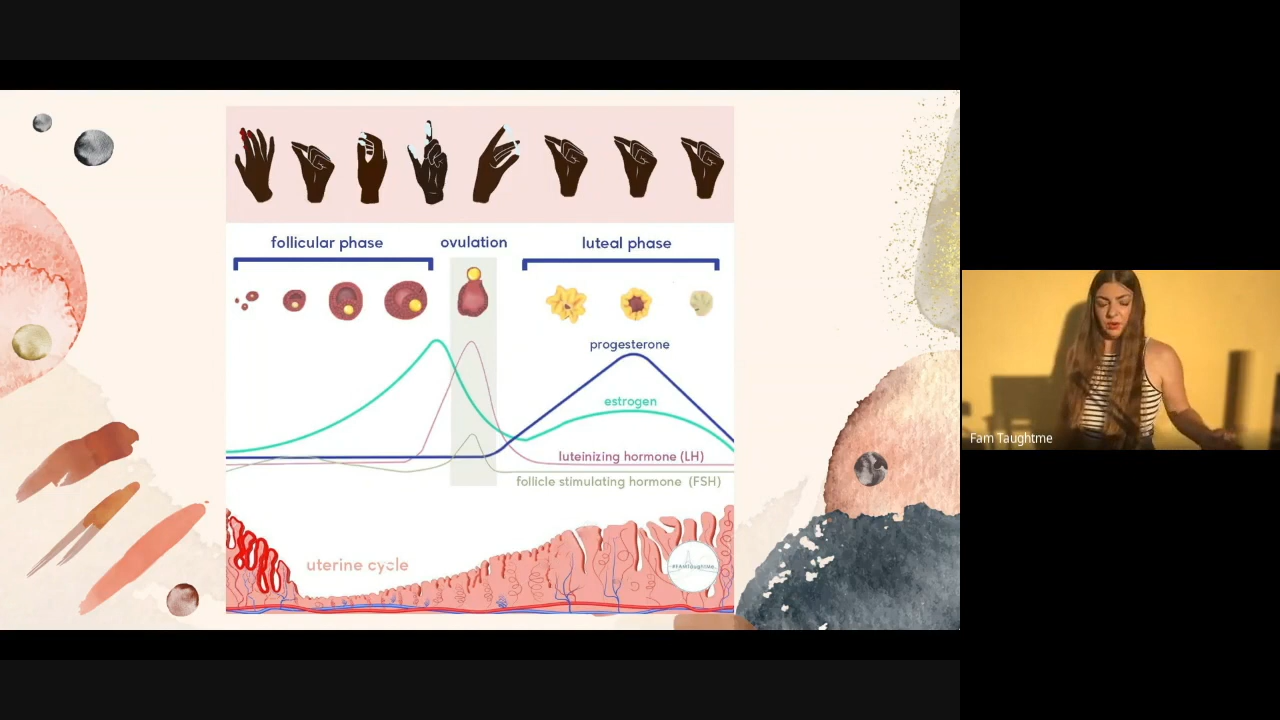 follicular phase
ovulation
luteal phase
progesterone
estrogen
luteinizing hormone (LH)
follicle stimulating hormone (FSH)
uterine cycle
Fam Taughtme